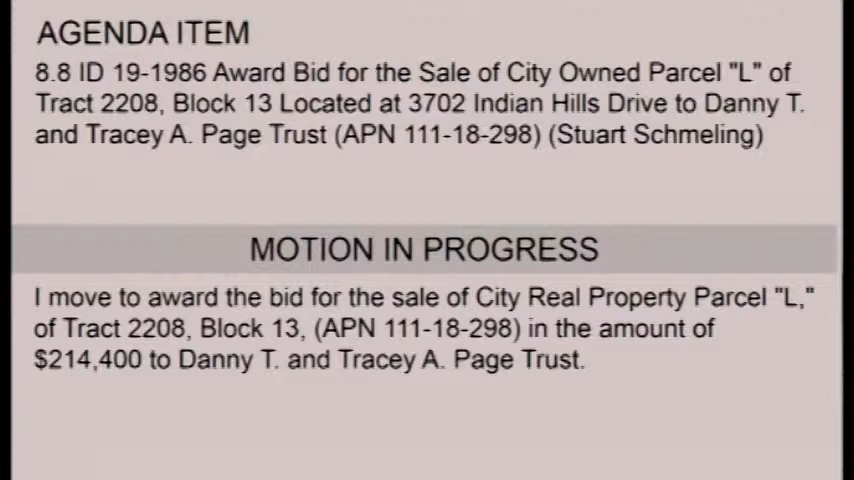 AGENDA ITEM
8.8 ID 19-1986 Award Bid for the Sale of City Owned Parcel "L" of
Tract 2208, Block 13 Located at 3702 Indian Hills Drive to Danny T.
and Tracey A. Page Trust (APN 111-18-298) (Stuart Schmeling)
MOTION IN PROGRESS
I move to award the bid for the sale of City Real Property Parcel "L,"
of Tract 2208, Block 13, (APN 111-18-298) in the amount of
$214,400 to Danny T. and Tracey A. Page Trust.